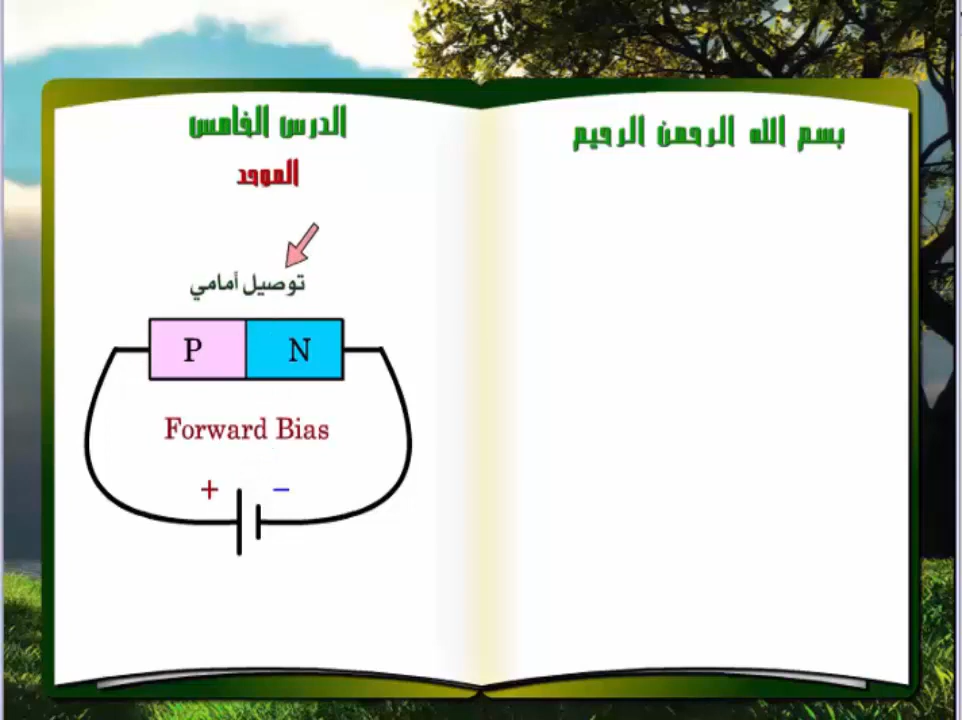 بسم الله الرحمن الرحيم
الدرس الخامس
الموحد
توصيل أمامي
P N
Forward Bias
+ −